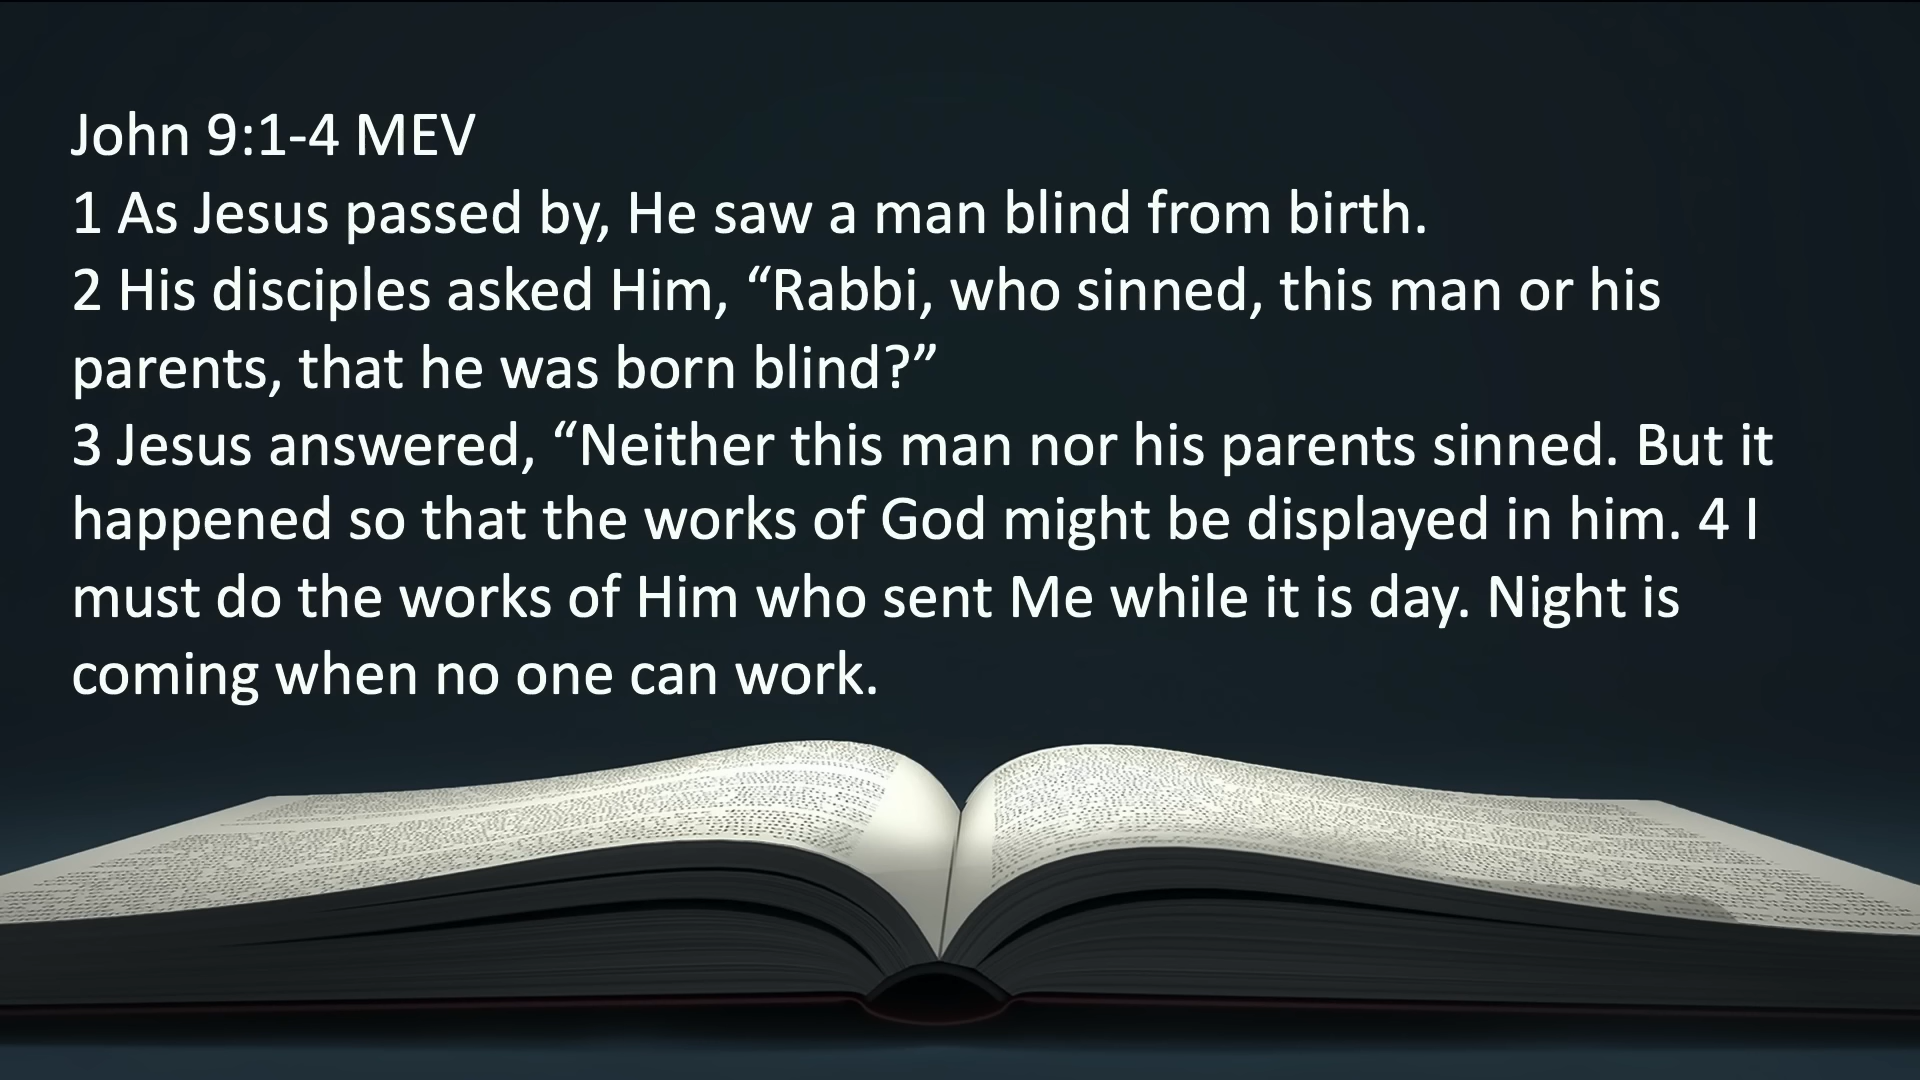 John 9:1-4 MEV
1 As Jesus passed by, He saw a man blind from birth.
2 His disciples asked Him, “Rabbi, who sinned, this man or his
parents, that he was born blind?”
3 Jesus answered, “Neither this man nor his parents sinned. But it
happened so that the works of God might be displayed in him. 4 I
must do the works of Him who sent Me while it is day. Night is
coming when no one can work.